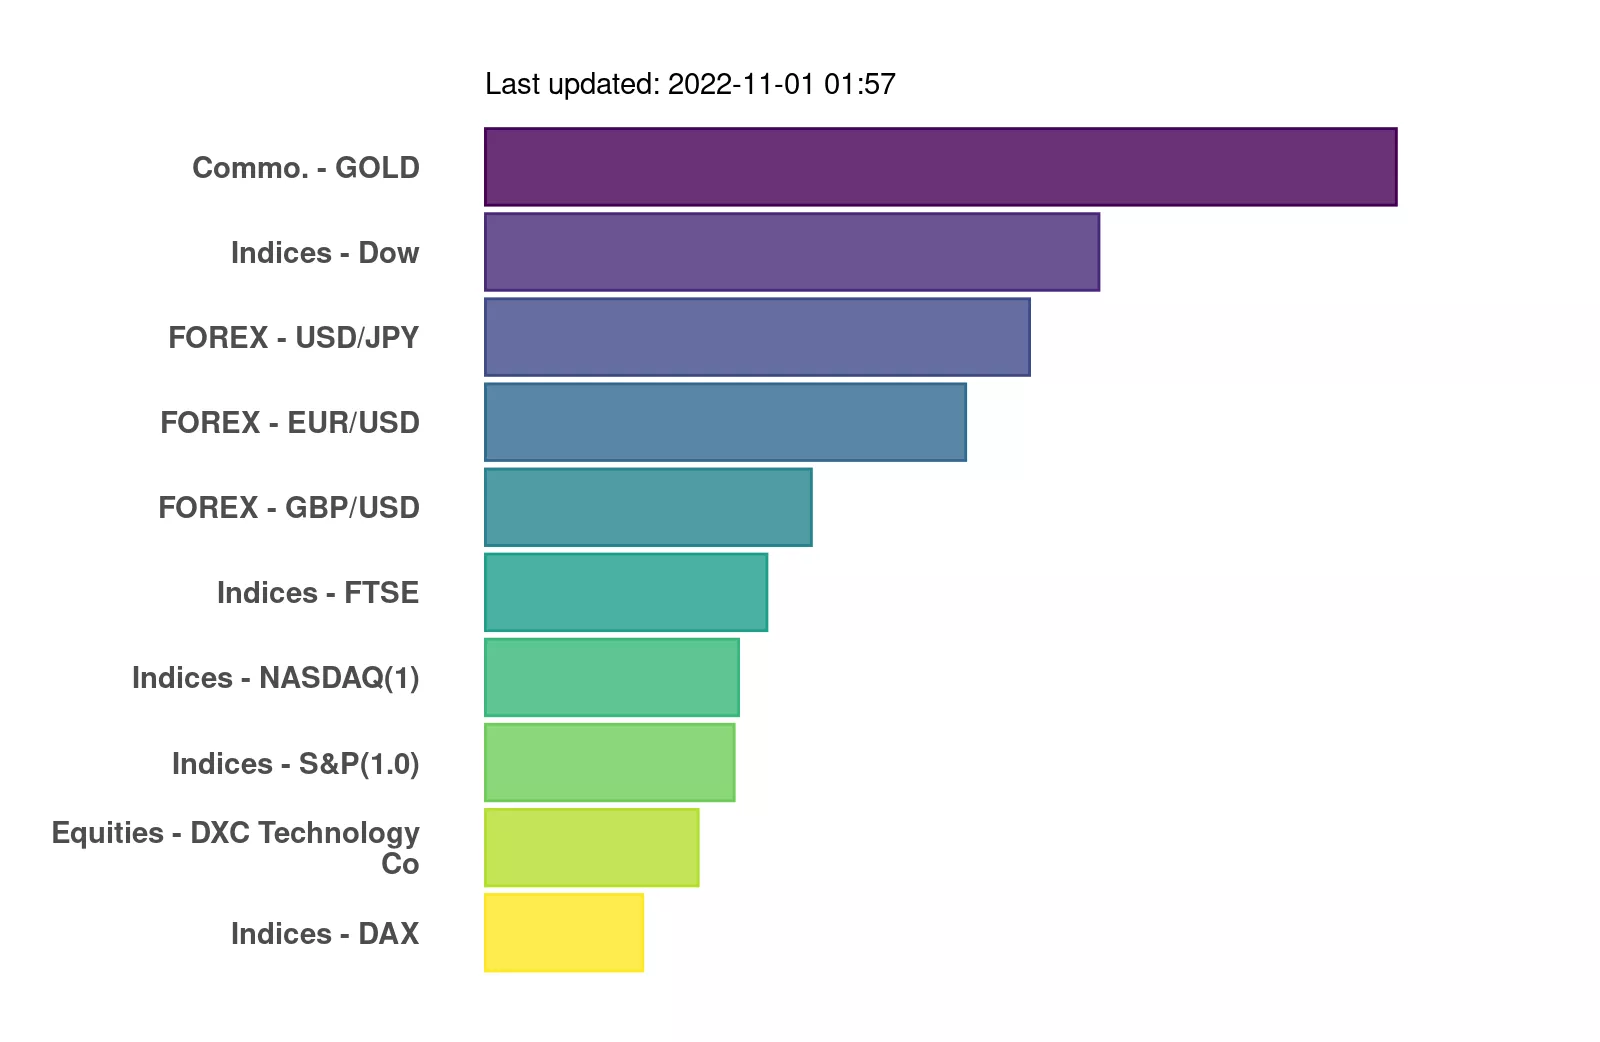 Last updated: 2022-11-01 01:57
Commo. - GOLD
Indices - Dow
FOREX - USD/JPY
FOREX - EUR/USD
FOREX - GBP/USD
Indices - FTSE
Indices - NASDAQ(1)
Indices - S&P(1.0)
Equities - DXC Technology
Co
Indices - DAX